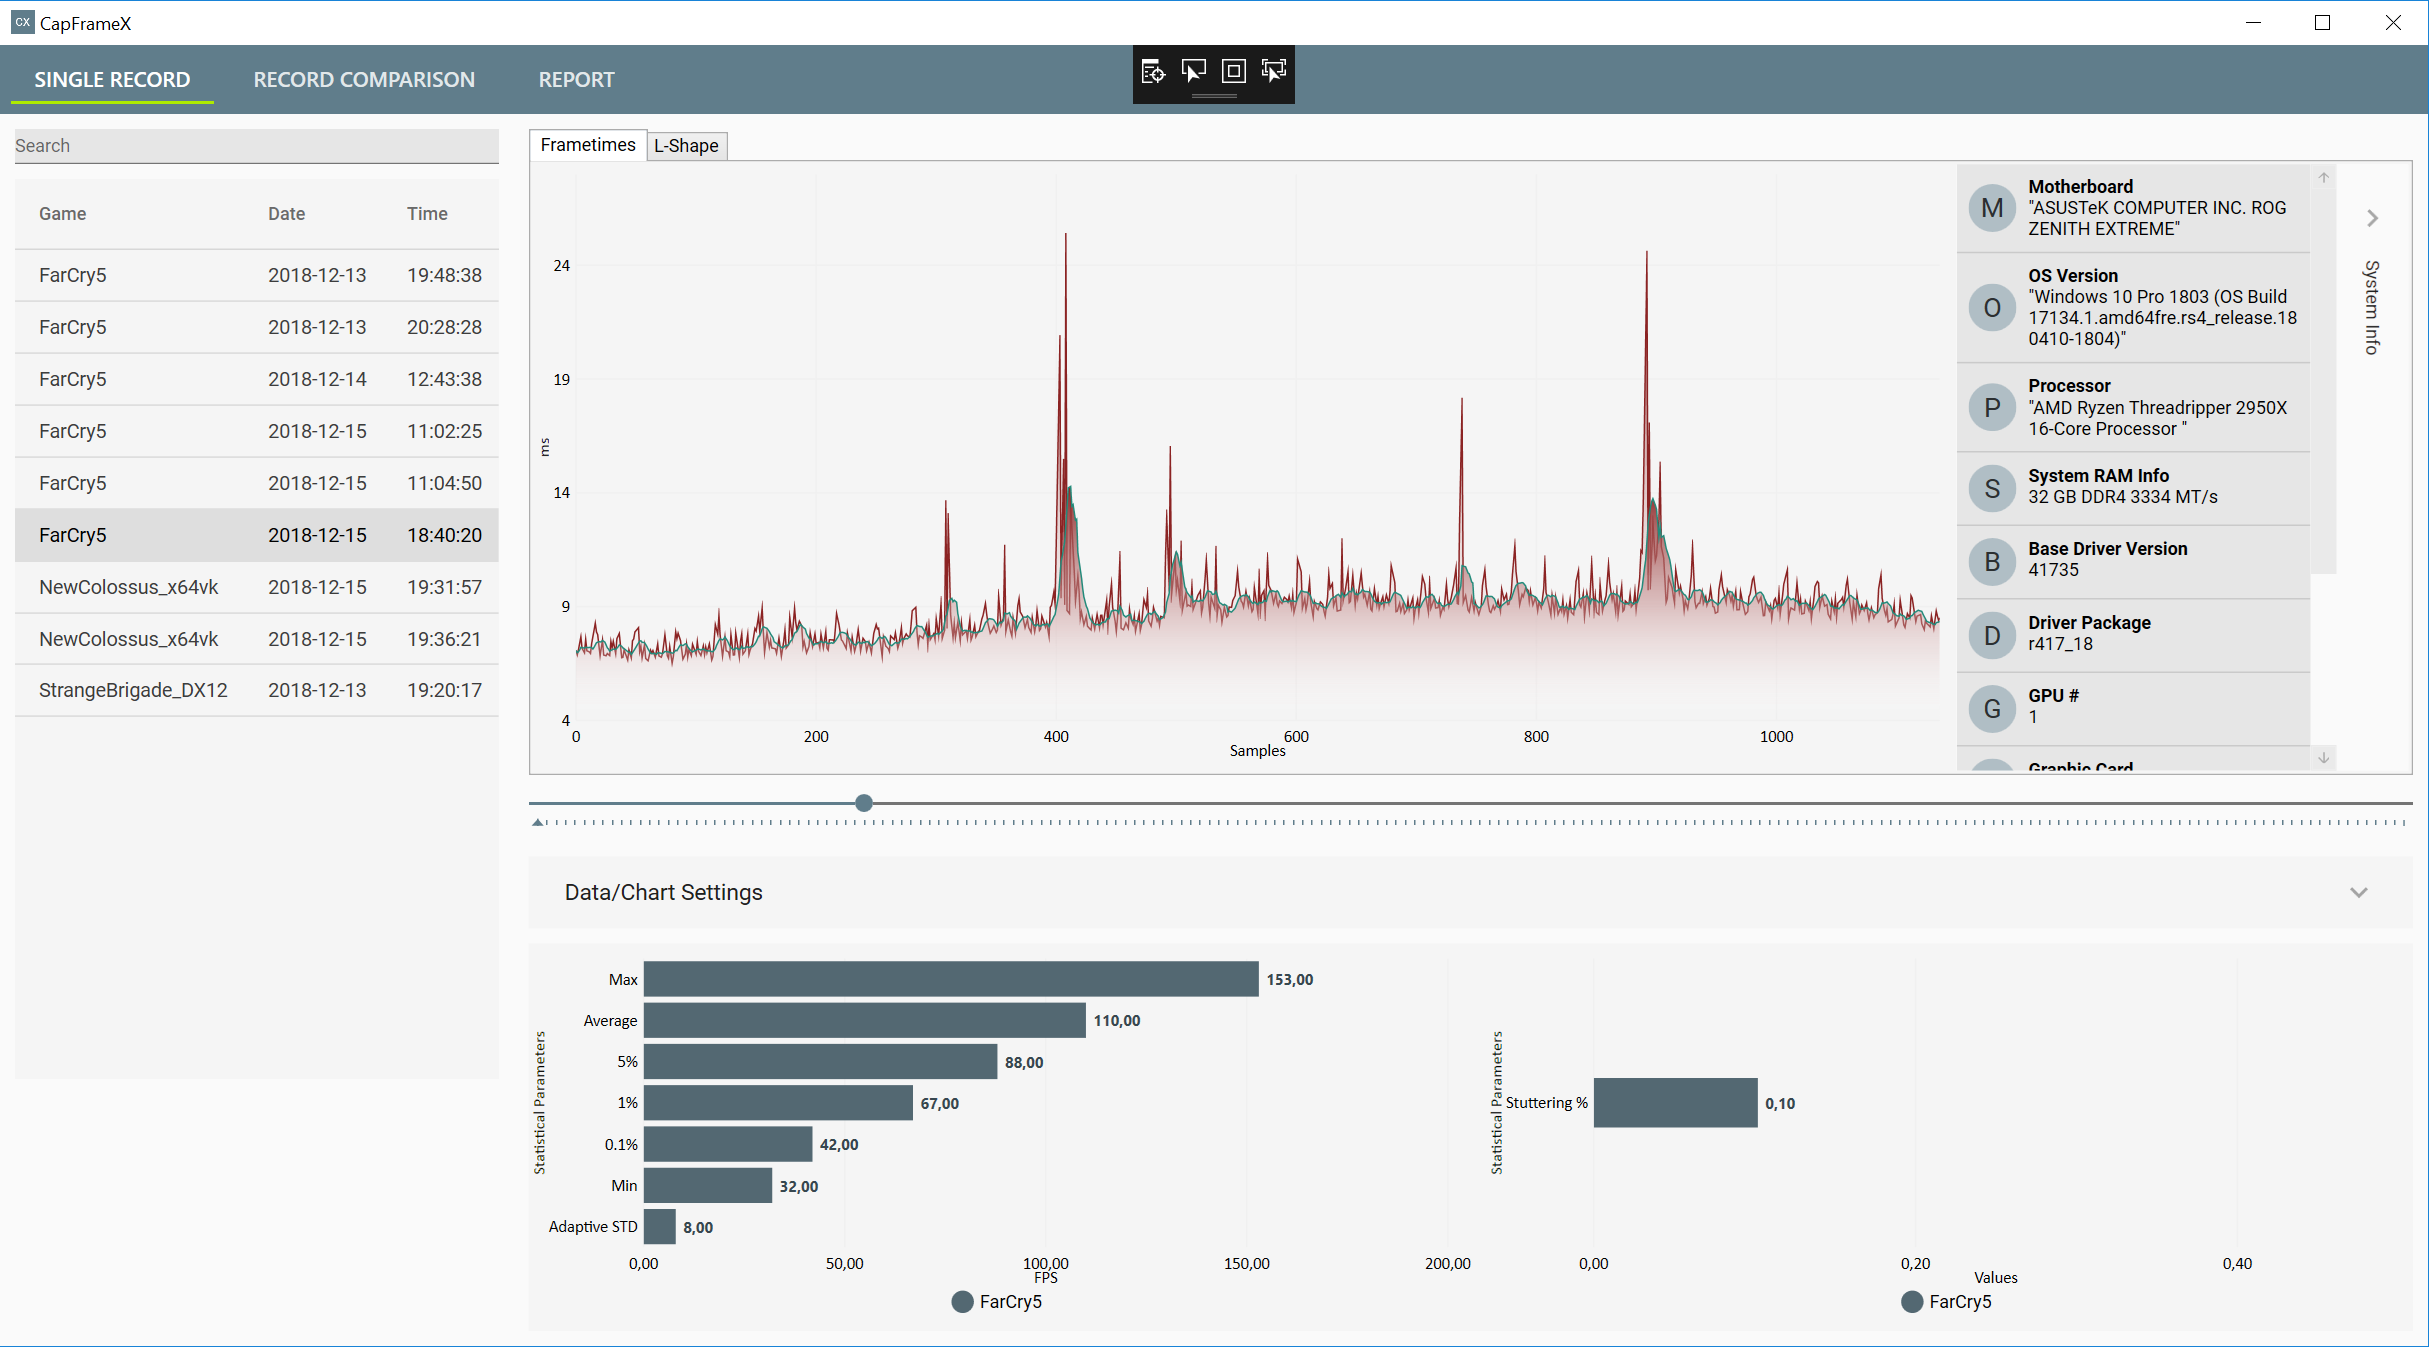 CX CapFrameX
SINGLE RECORD RECORD COMPARISON REPORT
Search
Game Date Time
FarCry5 2018-12-13 19:48:38
FarCry5 2018-12-13 20:28:28
FarCry5 2018-12-14 12:43:38
FarCry5 2018-12-15 11:02:25
FarCry5 2018-12-15 11:04:50
FarCry5 2018-12-15 18:40:20
NewColossus_x64vk 2018-12-15 19:31:57
NewColossus_x64vk 2018-12-15 19:36:21
StrangeBrigade_DX12 2018-12-13 19:20:17
Frametimes L-Shape
24
19
14
9
4
ms
0 200 400 600 800 1000
Samples
M
Motherboard
"ASUSTeK COMPUTER INC. ROG
ZENITH EXTREME"
O
OS Version
"Windows 10 Pro 1803 (OS Build
17134.1.amd64fre.rs4_release.18
0410-1804)"
P
Processor
"AMD Ryzen Threadripper 2950X
16-Core Processor "
S
System RAM Info
32 GB DDR4 3334 MT/s
B
Base Driver Version
41735
D
Driver Package
r417_18
G
GPU #
1
Graphic Card
System Info
Data/Chart Settings
Statistical Parameters
Max 153,00
Average 110,00
5% 88,00
1% 67,00
0.1% 42,00
Min 32,00
Adaptive STD 8,00
0,00 50,00 100,00 150,00 200,00
FPS
FarCry5
Statistical Parameters
Stuttering % 0,10
0,00 0,20 0,40
Values
FarCry5